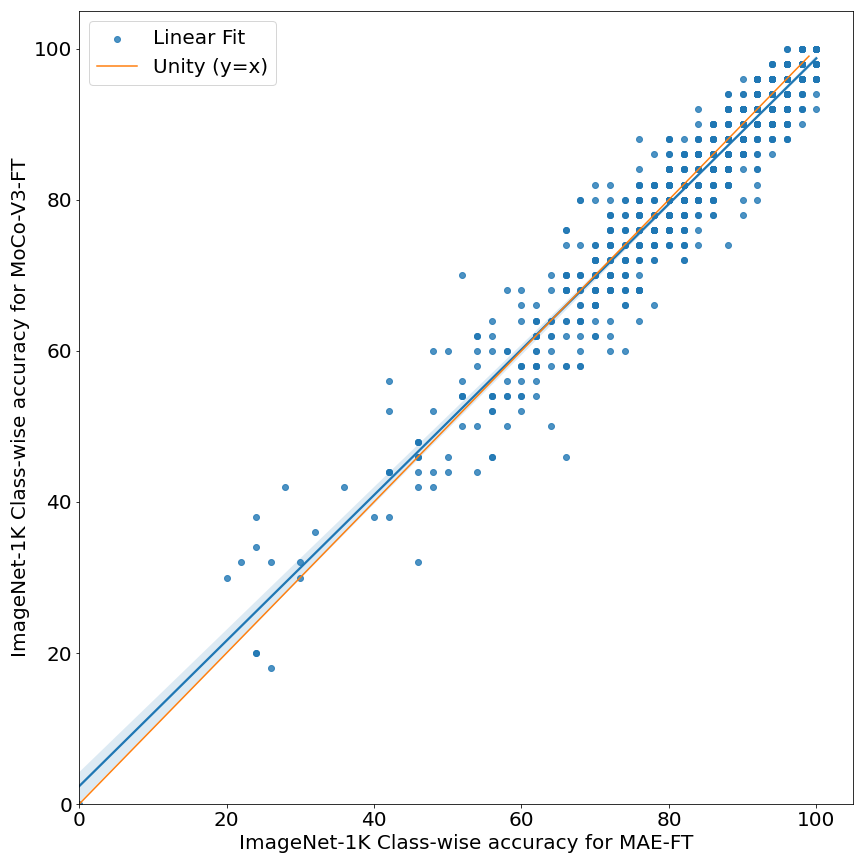 Linear Fit
Unity (y=x)
100
80
60
40
20
0
0 20 40 60 80 100
ImageNet-1K Class-wise accuracy for MoCo-V3-FT
ImageNet-1K Class-wise accuracy for MAE-FT